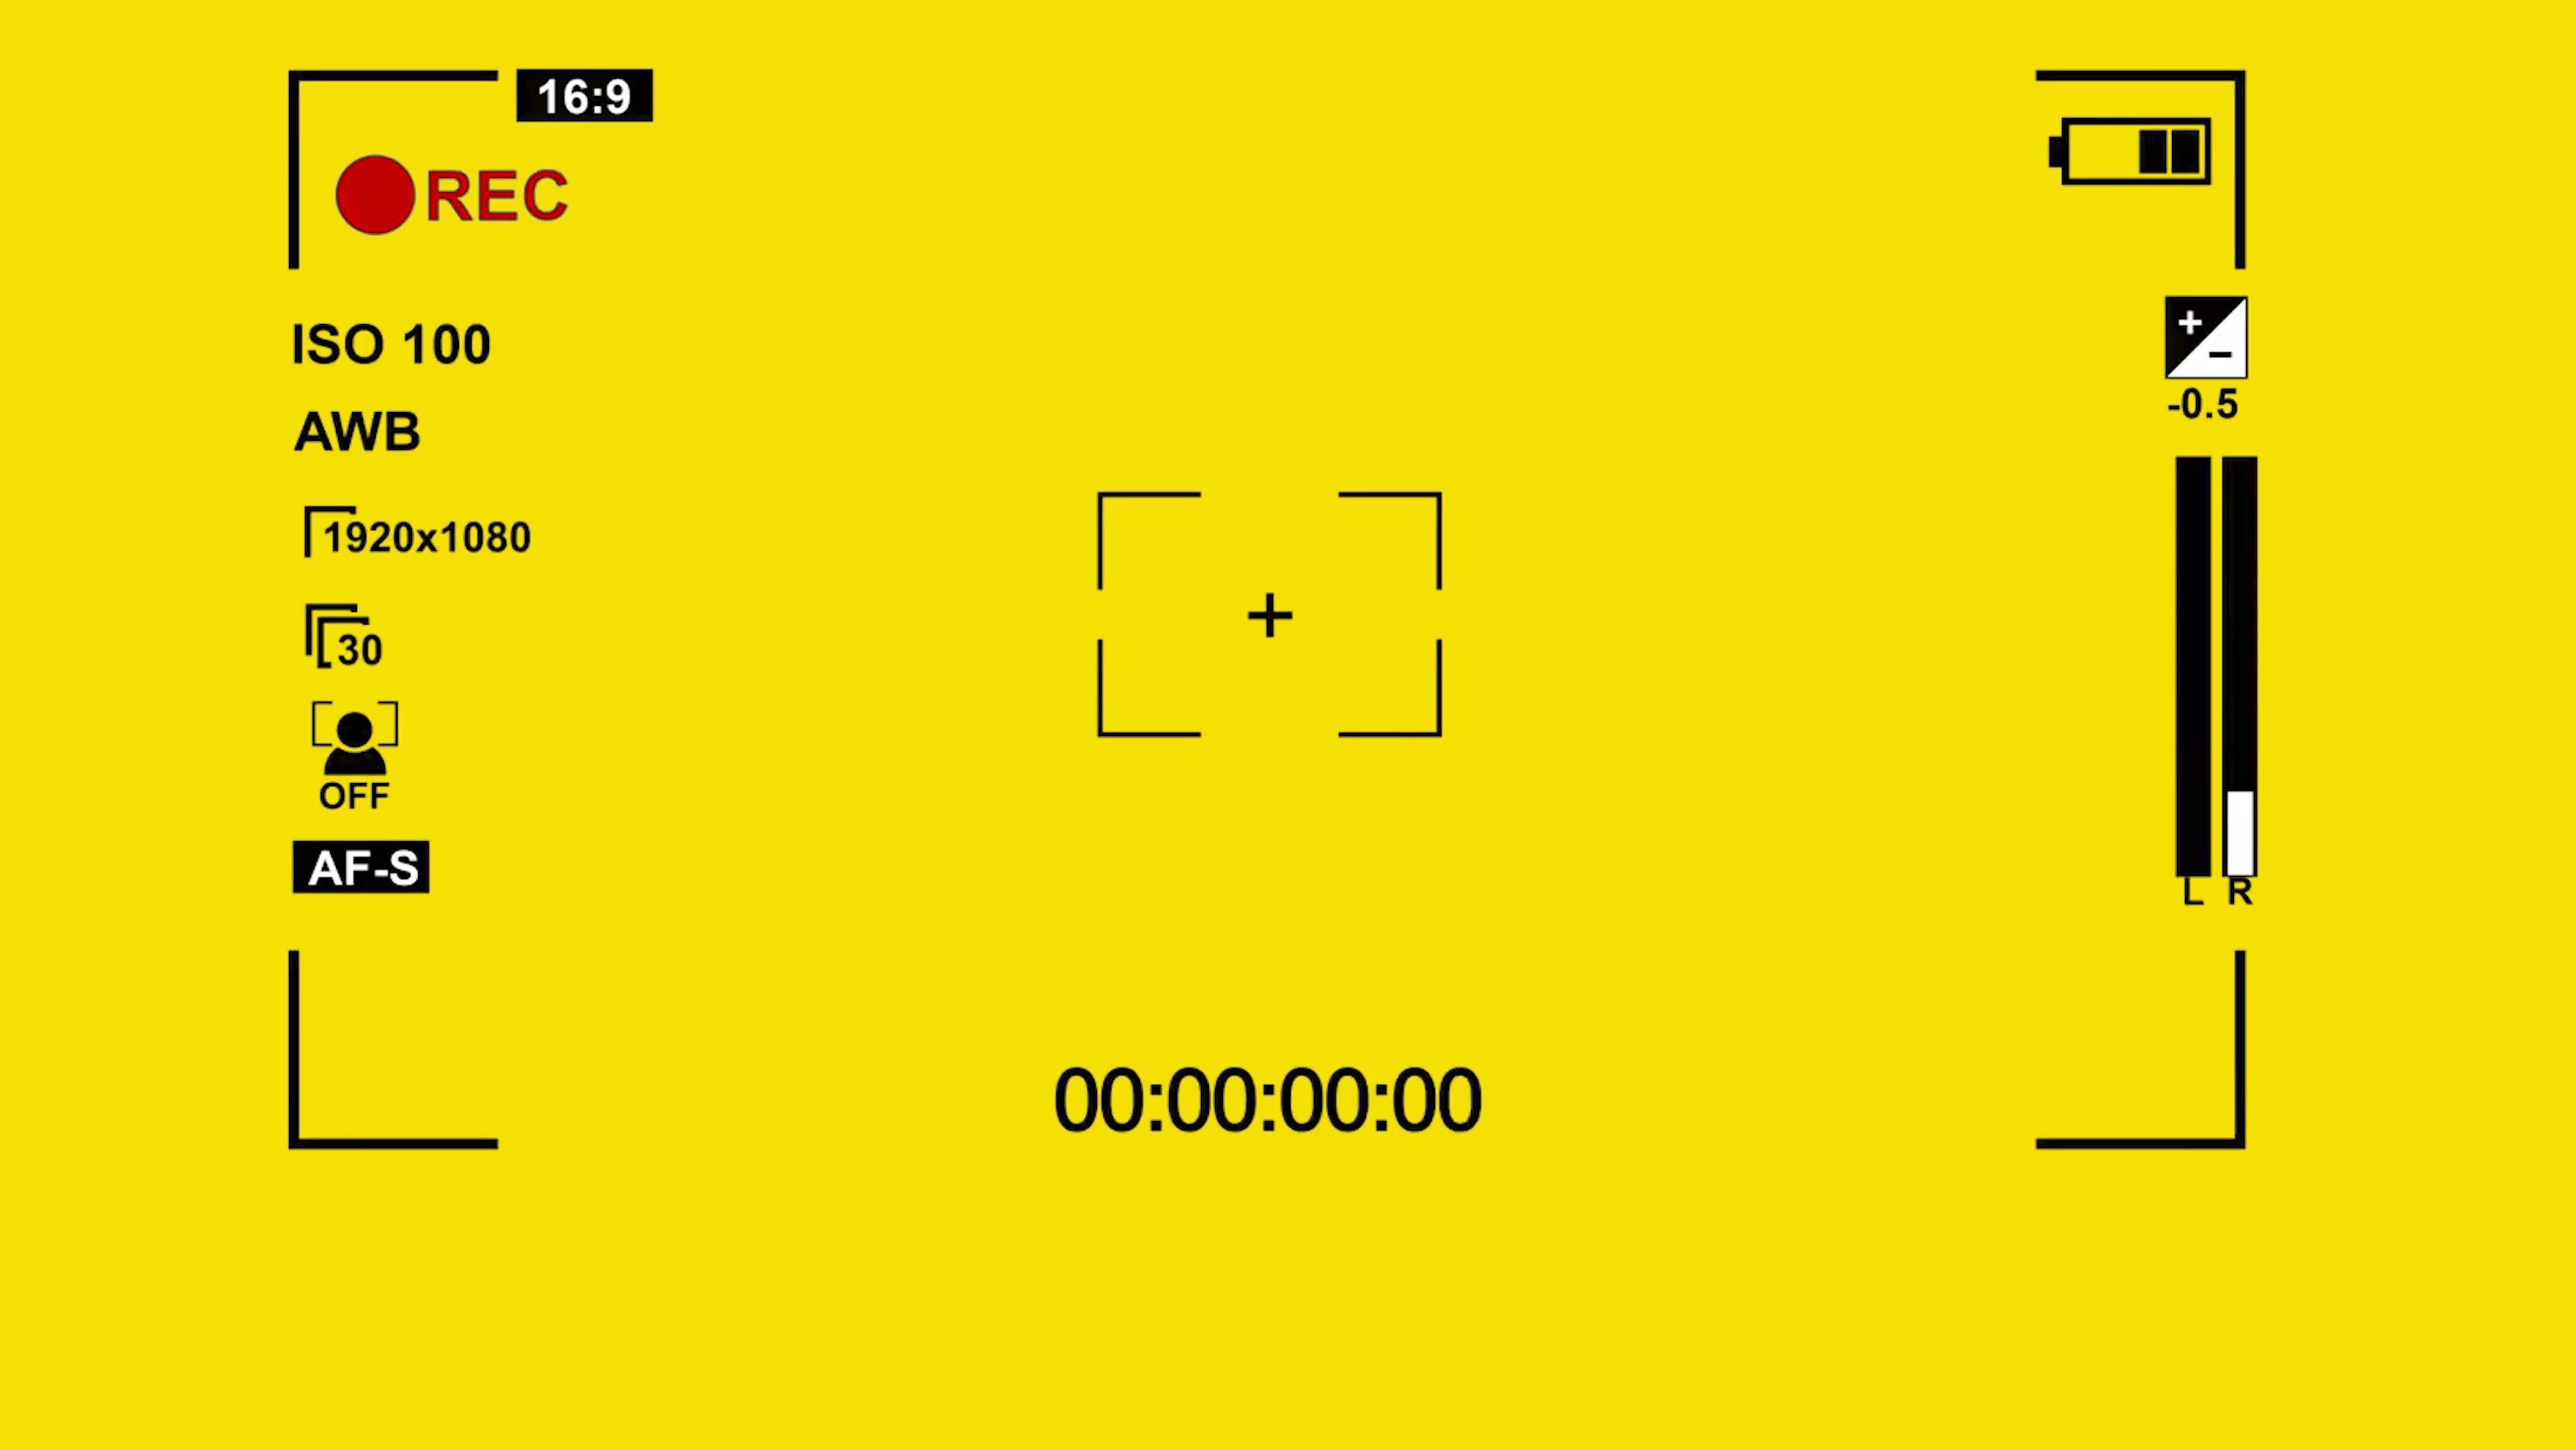 16:9
REC
ISO 100
AWB
1920x1080
30
OFF
AF-S
+
-
-0.5
L R
00:00:00:00